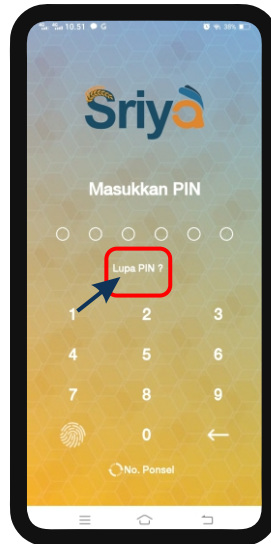 10.51 G 38%
Sriya
Masukkan PIN
Lupa PIN ?
1 2 3
4 5 6
7 8 9
0
No. Ponsel